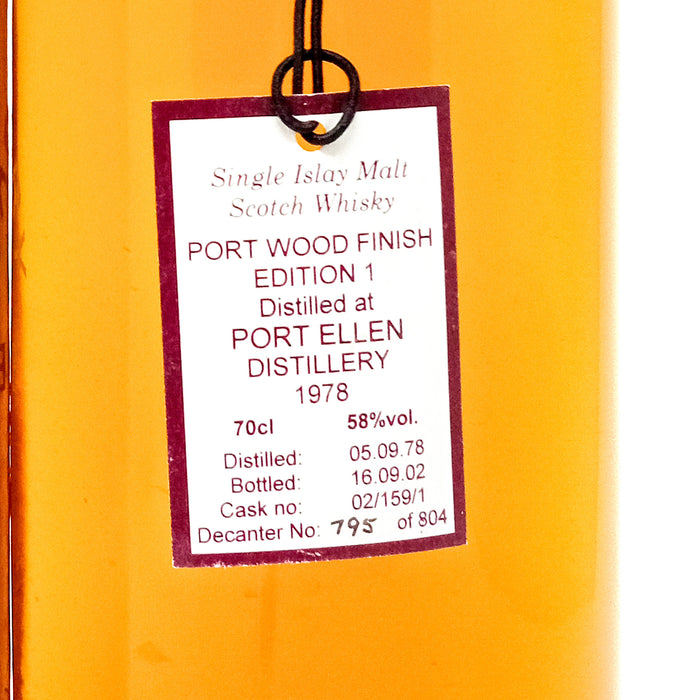 Single Islay Malt
Scotch Whisky
PORT WOOD FINISH
EDITION 1
Distilled at
PORT ELLEN
DISTILLERY
1978
70cl 58%vol.
Distilled: 05.09.78
Bottled: 16.09.02
Cask no: 02/159/1
Decanter No: 795 of 804